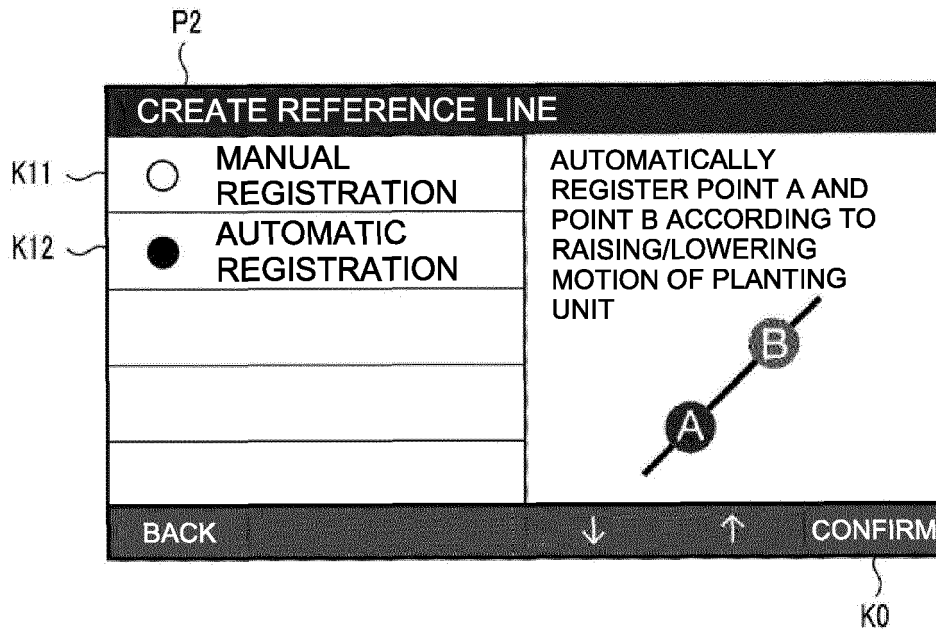 P2
CREATE REFERENCE LINE
K11
MANUAL
REGISTRATION
K12
AUTOMATIC
REGISTRATION
AUTOMATICALLY
REGISTER POINT A AND
POINT B ACCORDING TO
RAISING/LOWERING
MOTION OF PLANTING
UNIT
B
A
BACK
↓
↑
CONFIRM
K0